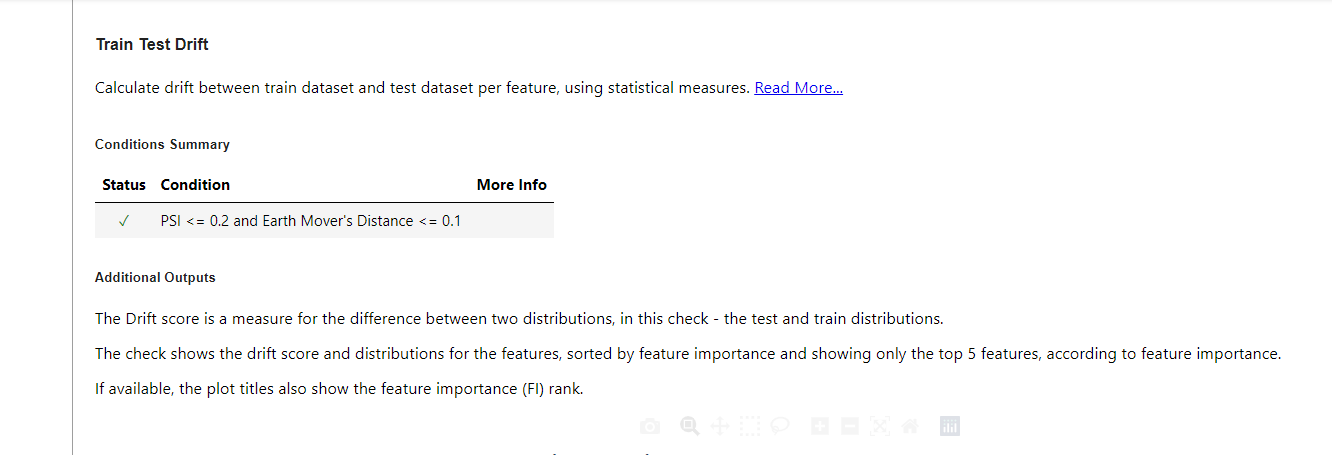 Train Test Drift
Calculate drift between train dataset and test dataset per feature, using statistical measures. Read More...
Conditions Summary
Status Condition More Info
✓ PSI <= 0.2 and Earth Mover's Distance <= 0.1
Additional Outputs
The Drift score is a measure for the difference between two distributions, in this check - the test and train distributions.
The check shows the drift score and distributions for the features, sorted by feature importance and showing only the top 5 features, according to feature importance.
If available, the plot titles also show the feature importance (FI) rank.